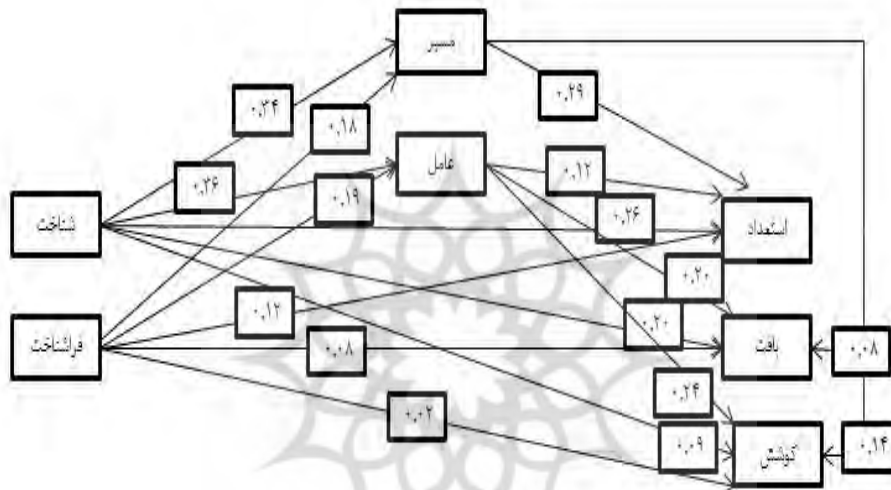 مسیر
۰,۳۴
۰,۲۹
۰,۱۸
عامل
۰,۳۶
۰,۱۹
۰,۱۲
شناخت
۰,۲۶
استعداد
۰,۲۰
۰,۱۲
۰,۲۰
فراشناخت
۰,۰۸
بافت
۰,۰۸
۰,۲۴
۰,۰۲
۰,۰۹
کوشش
۰,۱۴